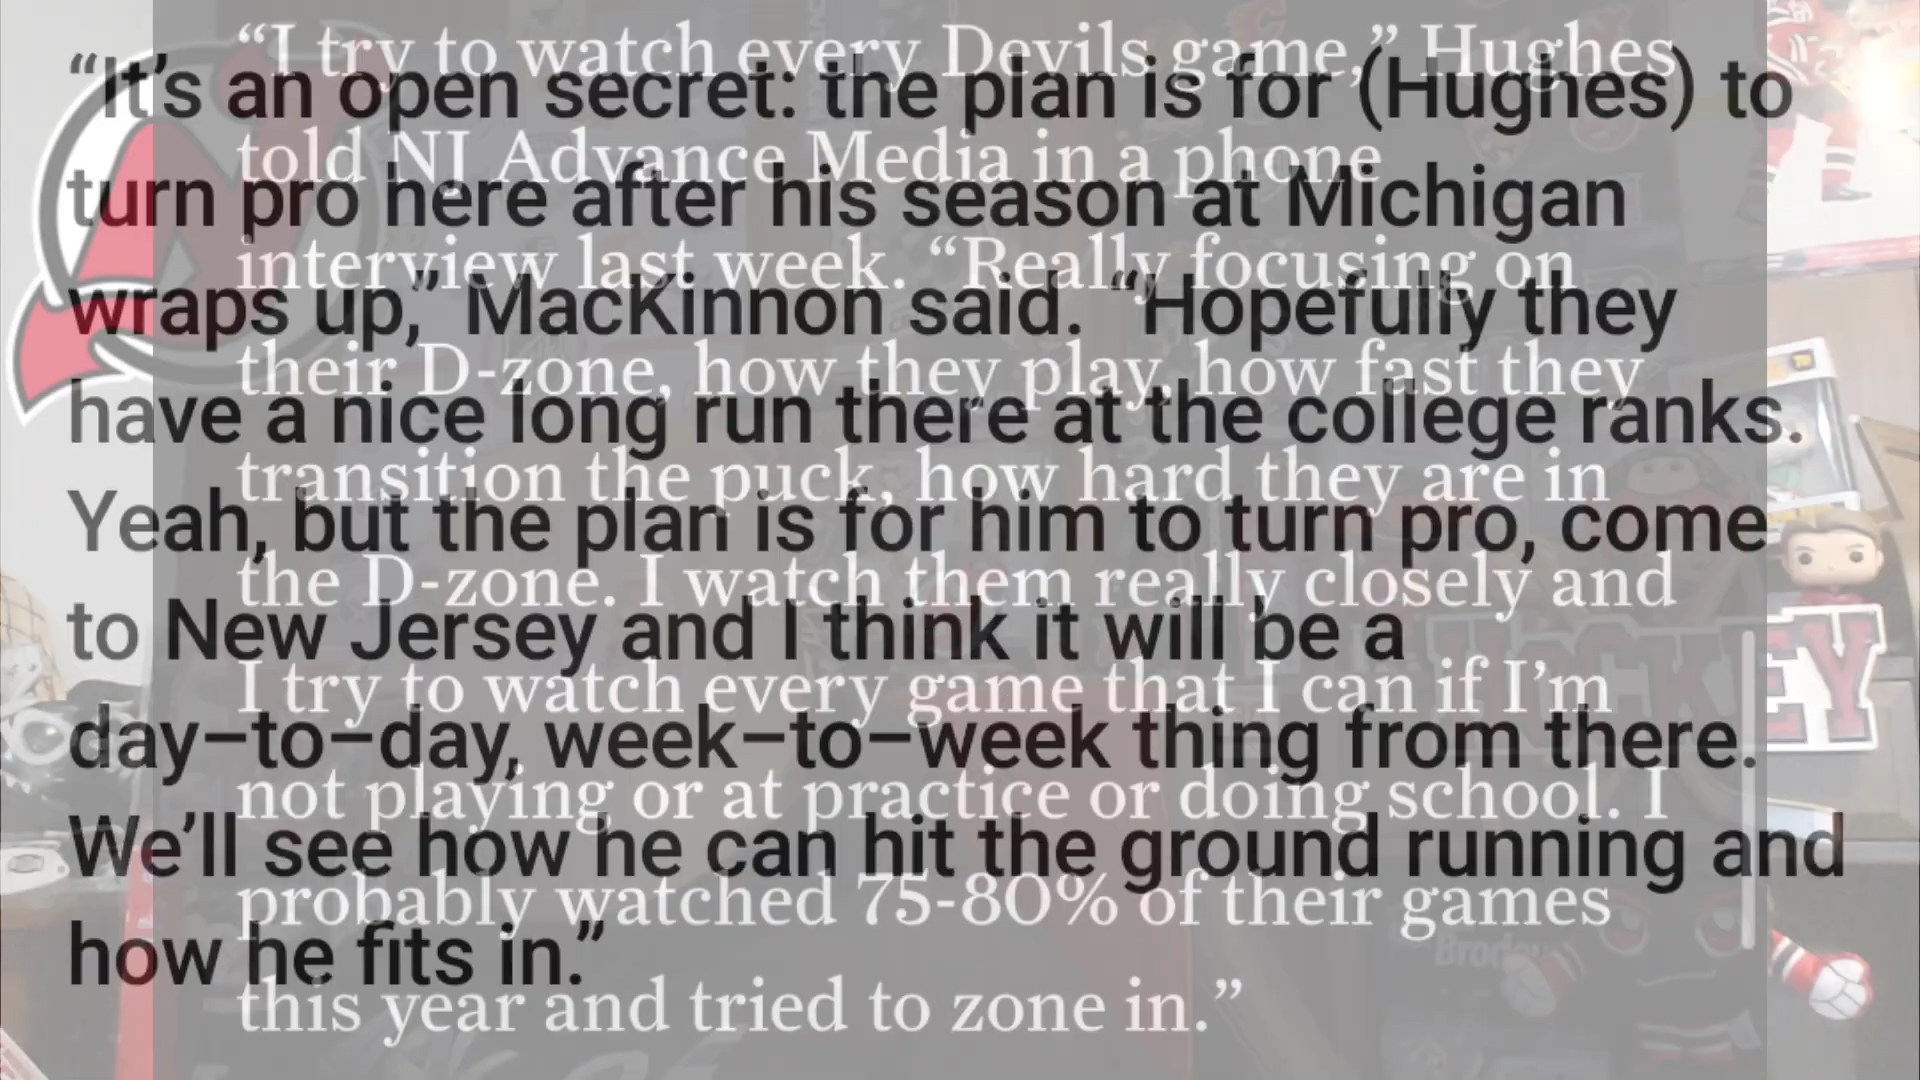 “It’s an open secret: the plan is for (Hughes) to
turn pro here after his season at Michigan
wraps up,” MacKinnon said. “Hopefully they
have a nice long run there at the college ranks.
Yeah, but the plan is for him to turn pro, come
to New Jersey and I think it will be a
day–to–day, week–to–week thing from there.
We’ll see how he can hit the ground running and
how he fits in.”
“I try to watch every Devils game,” Hughes
told NJ Advance Media in a phone
interview last week. “Really focusing on
their D-zone, how they play, how fast they
transition the puck, how hard they are in
the D-zone. I watch them really closely and
I try to watch every game that I can if I’m
not playing or at practice or doing school. I
probably watched 75-80% of their games
this year and tried to zone in.”
HOCKEY